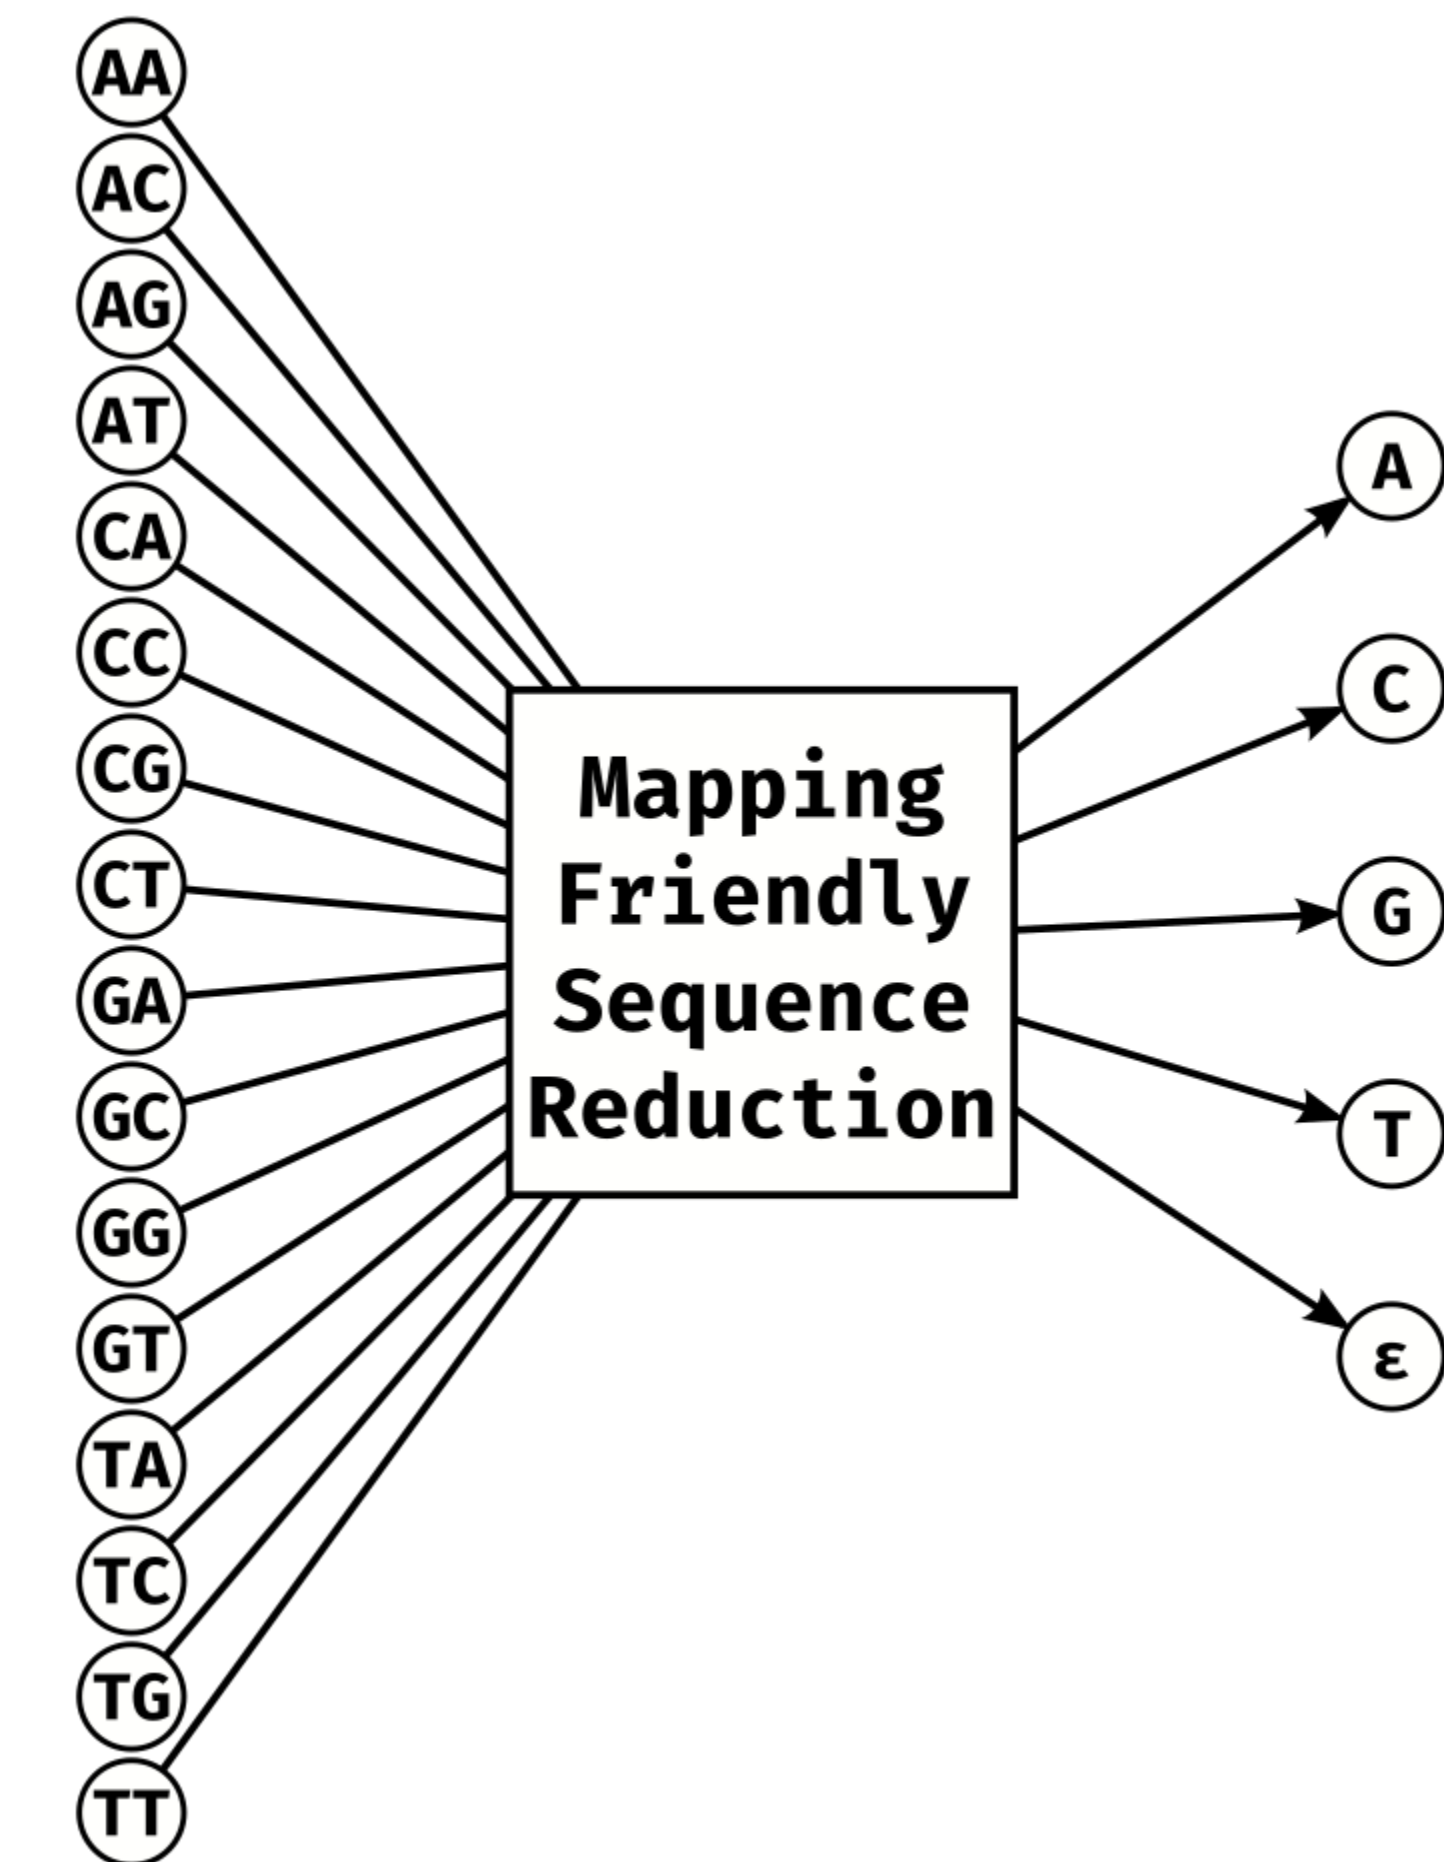 AA
AC
AG
AT
CA
CC
CG
CT
GA
GC
GG
GT
TA
TC
TG
TT
Mapping
Friendly
Sequence
Reduction
A
C
G
T
ε